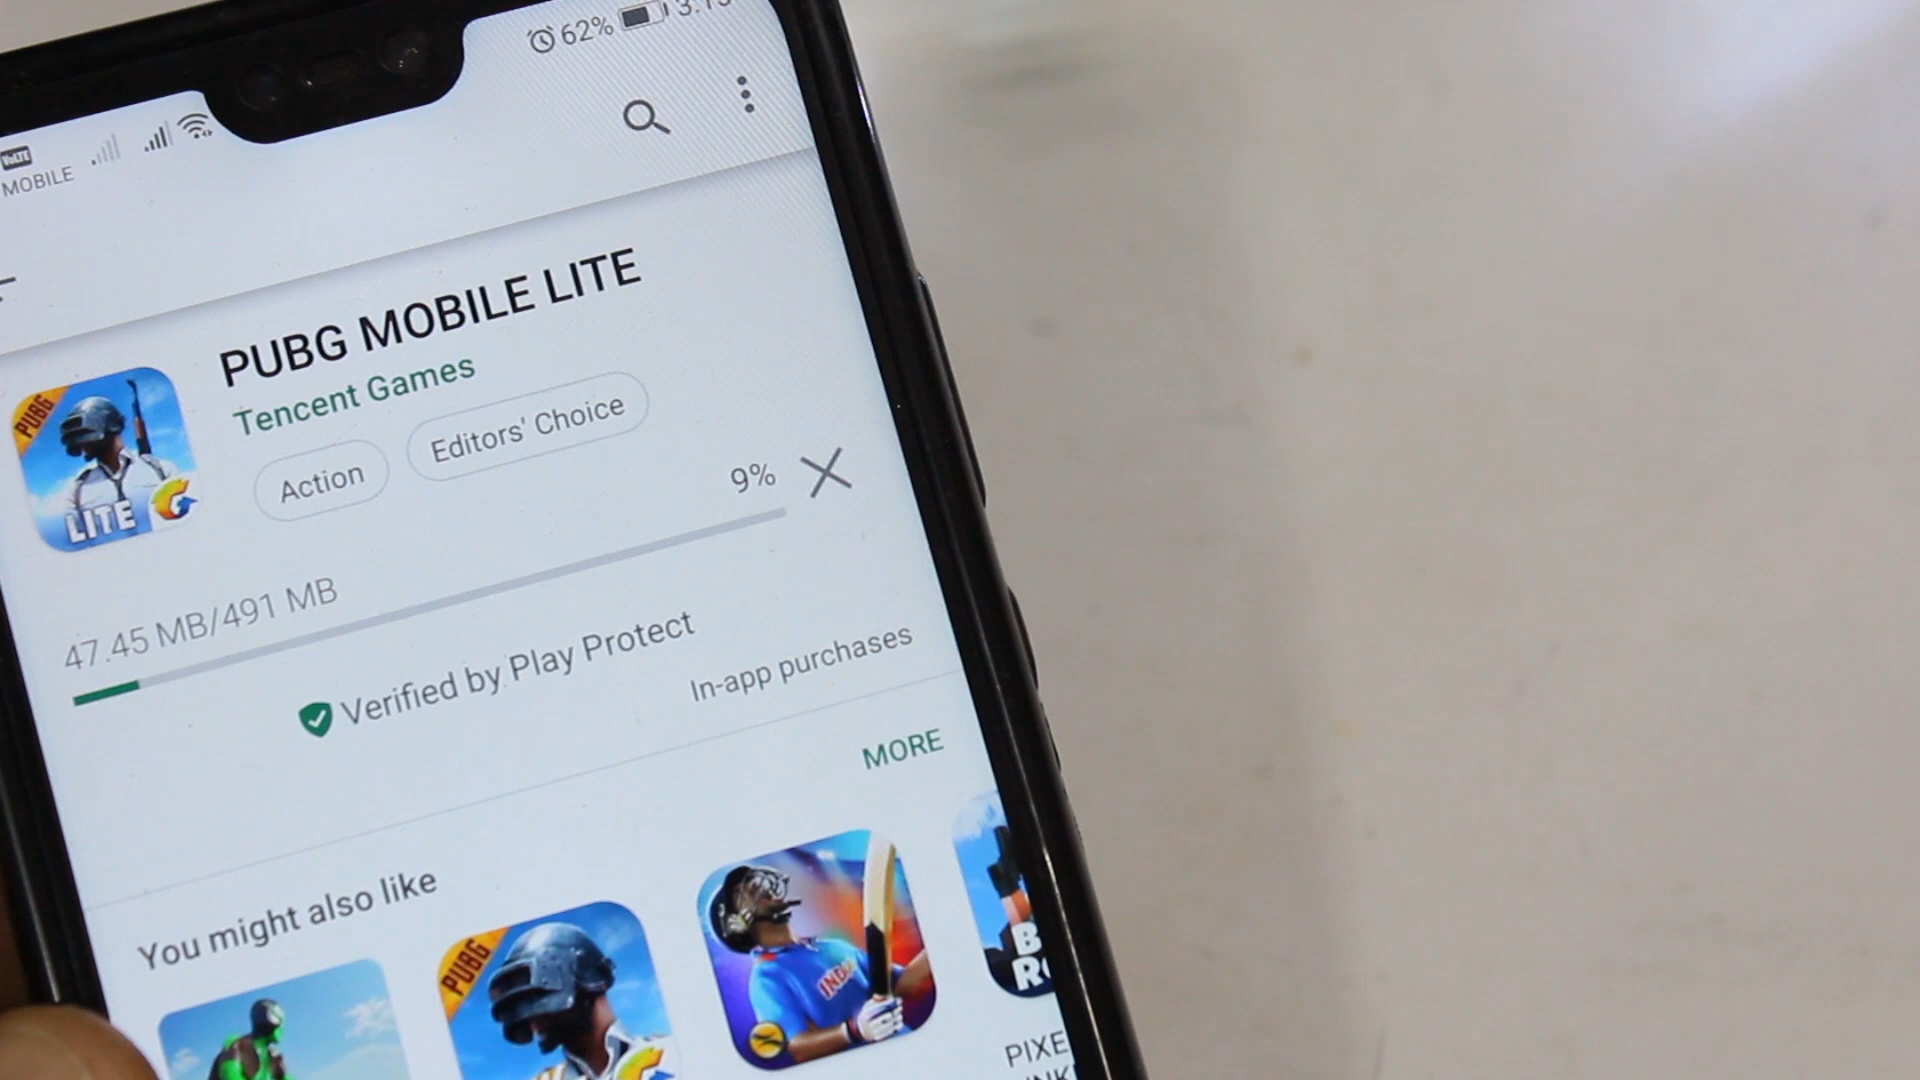 62%
VoLTE
MOBILE
PUBG MOBILE LITE
Tencent Games
Action
Editors' Choice
PUBG
LITE
9%
47.45 MB/491 MB
Verified by Play Protect
In-app purchases
MORE
You might also like
PUBG
PIXE